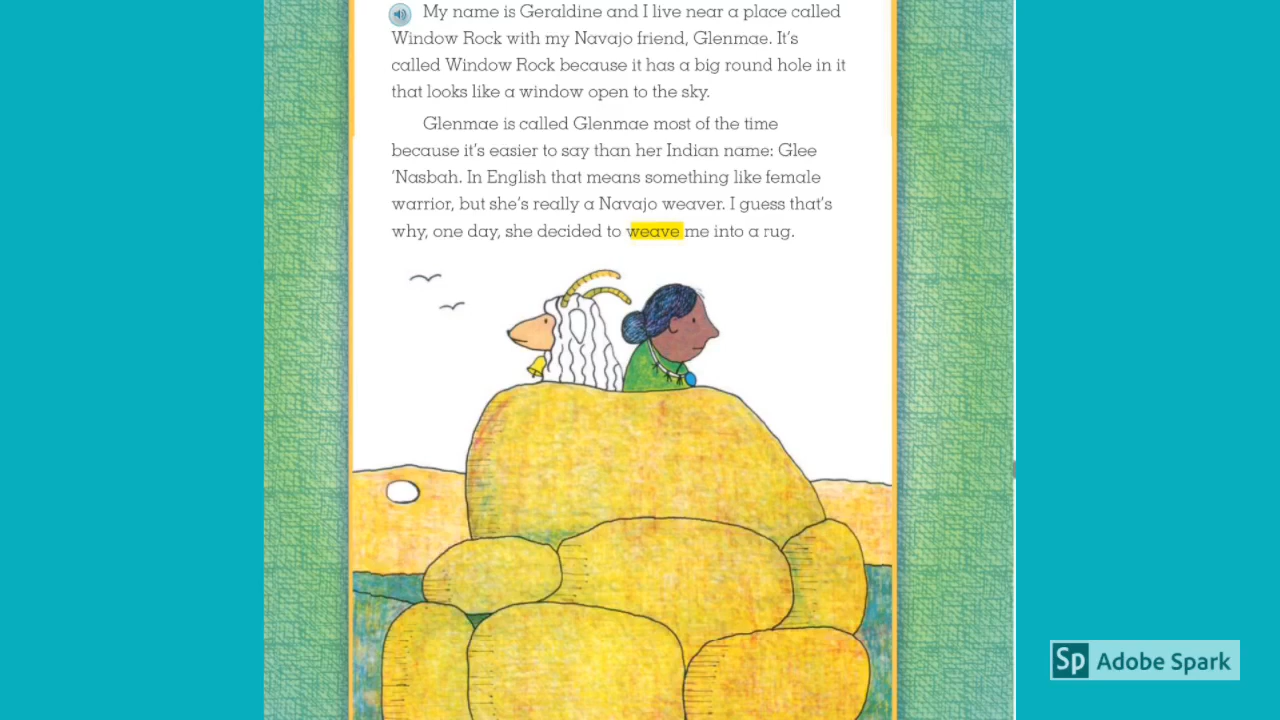 My name is Geraldine and I live near a place called
Window Rock with my Navajo friend, Glenmae. It's
called Window Rock because it has a big round hole in it
that looks like a window open to the sky.
Glenmae is called Glenmae most of the time
because it's easier to say than her Indian name: Glee
'Nasbah. In English that means something like female
warrior, but she's really a Navajo weaver. I guess that's
why, one day, she decided to weave me into a rug.
Sp Adobe Spark